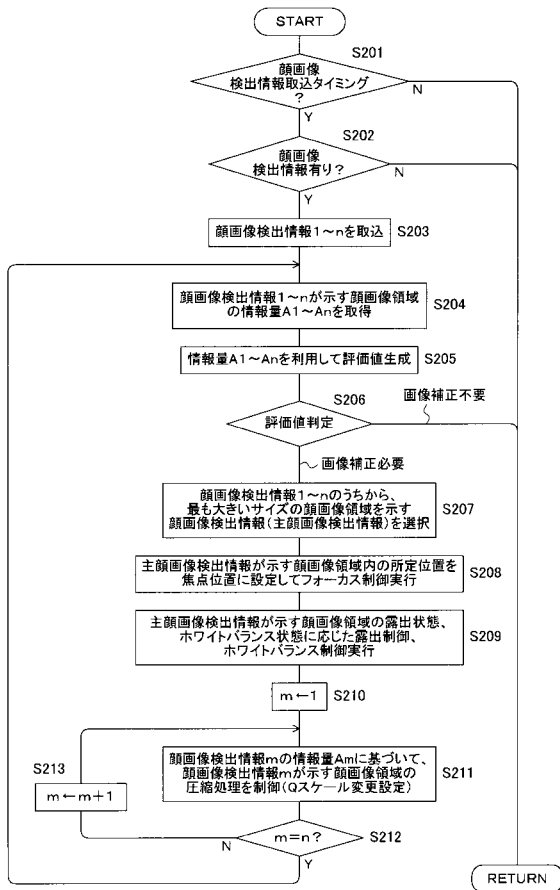 START
S201
顔画像
検出情報取込タイミング
?
N
Y
S202
顔画像
検出情報有り?
N
Y
顔画像検出情報1～nを取込
S203
顔画像検出情報1～nが示す顔画像領域
の情報量A1～Anを取得
S204
情報量A1～Anを利用して評価値生成
S205
S206
画像補正不要
評価値判定
画像補正必要
顔画像検出情報1～nのうちから、
最も大きいサイズの顔画像領域を示す
顔画像検出情報(主顔画像検出情報)を選択
S207
主顔画像検出情報が示す顔画像領域内の所定位置を
焦点位置に設定してフォーカス制御実行
S208
主顔画像検出情報が示す顔画像領域の露出状態、
ホワイトバランス状態に応じた露出制御、
ホワイトバランス制御実行
S209
m←1
S210
S213
m←m+1
顔画像検出情報mの情報量Amに基づいて、
顔画像検出情報mが示す顔画像領域の
圧縮処理を制御(Qスケール変更設定)
S211
m=n?
S212
N
Y
RETURN